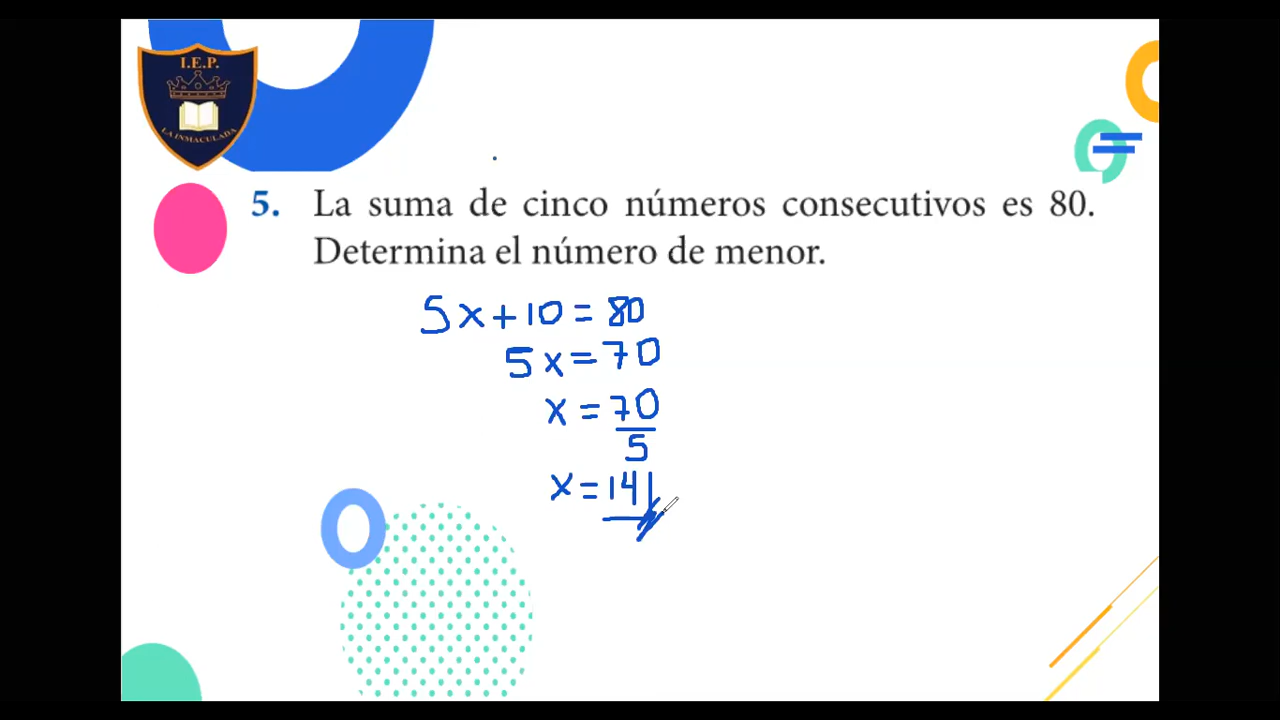 I.E.P.
LA INMACULADA
5. La suma de cinco números consecutivos es 80.
Determina el número de menor.
5x+10=80
5x=70
x=70
5
x=14